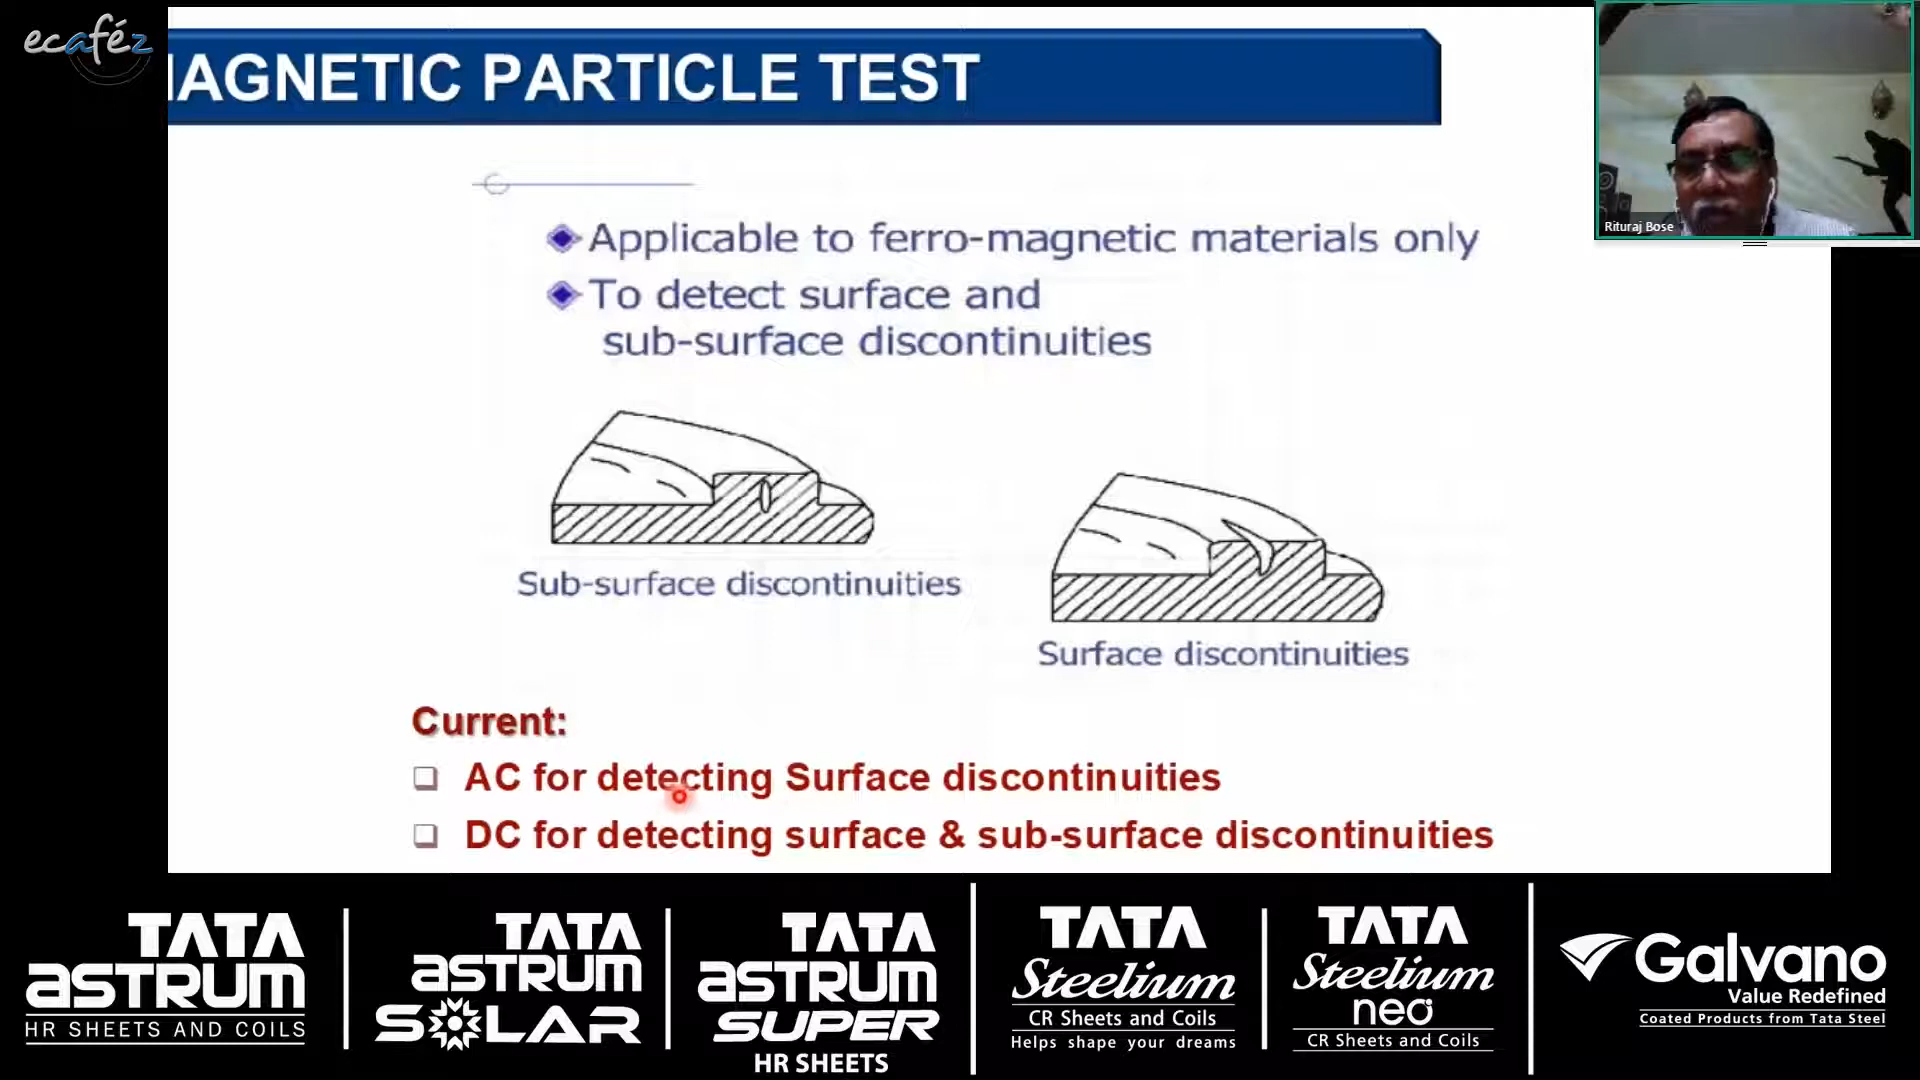 ecaféz
MAGNETIC PARTICLE TEST
Rituraj Bose
Applicable to ferro-magnetic materials only
To detect surface and
sub-surface discontinuities
Sub-surface discontinuities
Surface discontinuities
Current:
AC for detecting Surface discontinuities
DC for detecting surface & sub-surface discontinuities
TATA
aSTRUM
HR SHEETS AND COILS
TATA
aSTRUM
SOLAR
TATA
aSTRUM
SUPER
HR SHEETS
TATA
Steelium
CR Sheets and Coils
Helps shape your dreams
TATA
Steelium
neo
CR Sheets and Coils
Galvano
Value Redefined
Coated Products from Tata Steel